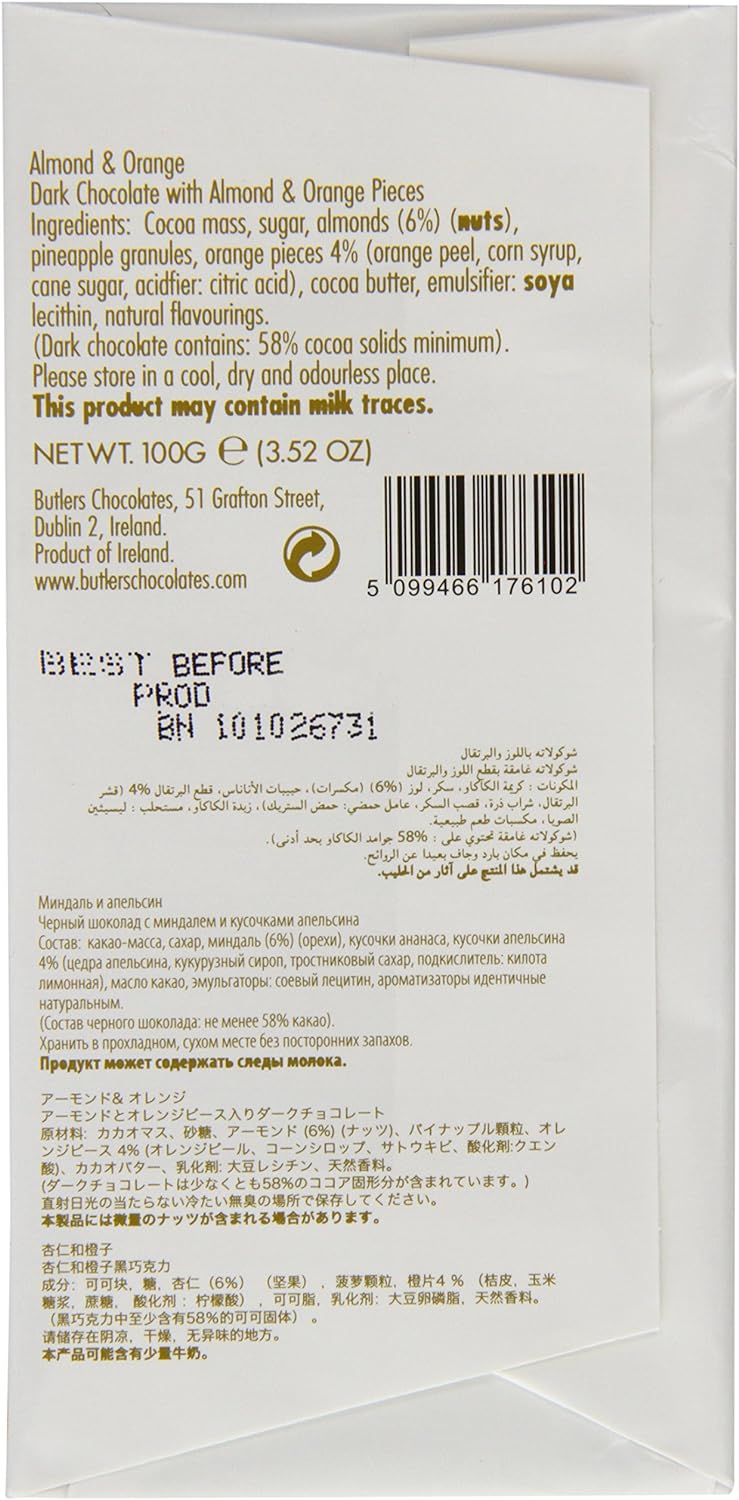 Almond & Orange
Dark Chocolate with Almond & Orange Pieces
Ingredients: Cocoa mass, sugar, almonds (6%) (nuts),
pineapple granules, orange pieces 4% (orange peel, corn syrup,
cane sugar, acidfier: citric acid), cocoa butter, emulsifier: soya
lecithin, natural flavourings.
(Dark chocolate contains: 58% cocoa solids minimum).
Please store in a cool, dry and odourless place.
This product may contain milk traces.
NET WT. 100G ℮ (3.52 OZ)
Butlers Chocolates, 51 Grafton Street,
Dublin 2, Ireland.
Product of Ireland.
www.butlerschocolates.com
5 099466 176102
BEST BEFORE
PROD
BN 101026731
شوكولاته باللوز والبرتقال
شوكولاته غامقة بقطع اللوز والبرتقال
المكونات : كريمة الكاكاو، سكر، لوز (6%) (مكسرات)، حبيبات الأناناس، قطع البرتقال 4% (قشر
البرتقال، شراب ذرة، قصب السكر، عامل حمضي: حمض الستريك)، زبدة الكاكاو، مستحلب : ليسيثين
الصويا، مكسبات طعم طبيعية.
(شوكولاته غامقة تحتوي على : 58% جوامد الكاكاو بحد أدنى).
يحفظ في مكان بارد وجاف بعيدا عن الروائح.
قد يشتمل هذا المنتج على آثار من الحليب.
Миндаль и апельсин
Черный шоколад с миндалем и кусочками апельсина
Состав: какао-масса, сахар, миндаль (6%) (орехи), кусочки ананаса, кусочки апельсина
4% (цедра апельсина, кукурузный сироп, тростниковый сахар, подкислитель: килота
лимонная), масло какао, эмульгаторы: соевый лецитин, ароматизаторы идентичные
натуральным.
(Состав черного шоколада: не менее 58% какао).
Хранить в прохладном, сухом месте без посторонних запахов.
Продукт может содержать следы молока.
アーモンド& オレンジ
アーモンドとオレンジピース入りダークチョコレート
原材料: カカオマス、砂糖、アーモンド (6%) (ナッツ)、パイナップル顆粒、オレ
ンジピース 4% (オレンジピール、コーンシロップ、サトウキビ、酸化剤:クエン
酸)、カカオバター、乳化剤: 大豆レシチン、天然香料。
(ダークチョコレートは少なくとも58%のココア固形分が含まれています。)
直射日光の当たらない冷たい無臭の場所で保存してください。
本製品には微量のナッツが含まれる場合があります。
杏仁和橙子
杏仁和橙子黑巧克力
成分: 可可块, 糖, 杏仁 (6%) (坚果) , 菠萝颗粒, 橙片4 % (桔皮, 玉米
糖浆, 蔗糖, 酸化剂 : 柠檬酸) , 可可脂, 乳化剂: 大豆卵磷脂, 天然香料。
(黑巧克力中至少含有58%的可可固体) 。
请储存在阴凉, 干燥, 无异味的地方。
本产品可能含有少量牛奶。